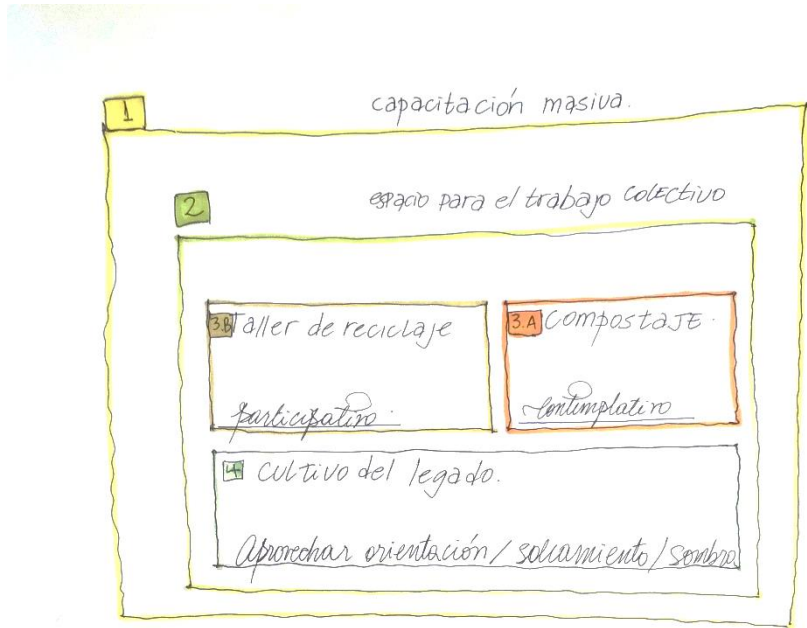 1 capacitación masiva.
2 espacio para el trabajo colectivo
3.B Taller de reciclaje
participativo.
3.A compostaje.
contemplativo
4 cultivo del legado.
Aprovechar orientación / soleamiento / sombra